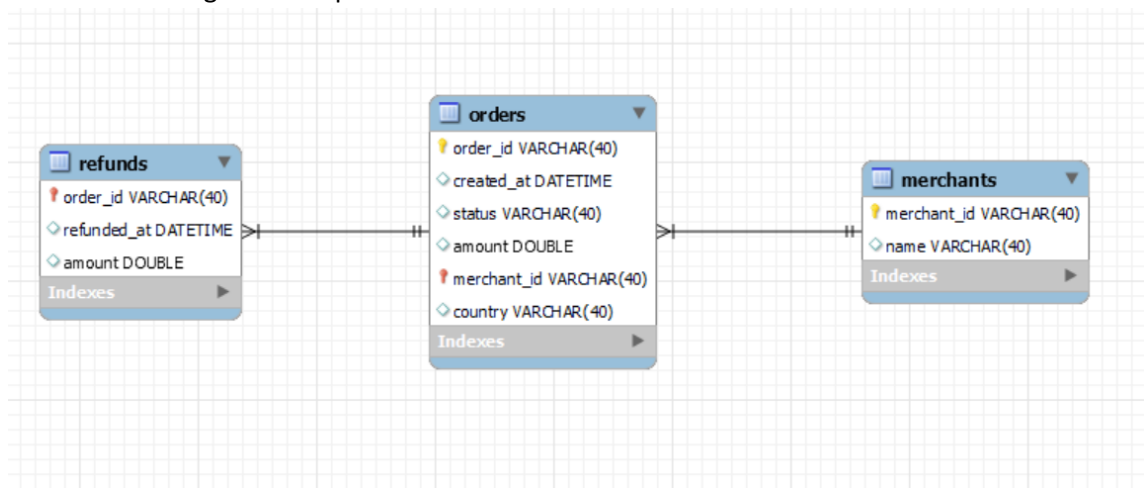 refunds
order_id VARCHAR(40)
refunded_at DATETIME
amount DOUBLE
Indexes
orders
order_id VARCHAR(40)
created_at DATETIME
status VARCHAR(40)
amount DOUBLE
merchant_id VARCHAR(40)
country VARCHAR(40)
Indexes
merchants
merchant_id VARCHAR(40)
name VARCHAR(40)
Indexes